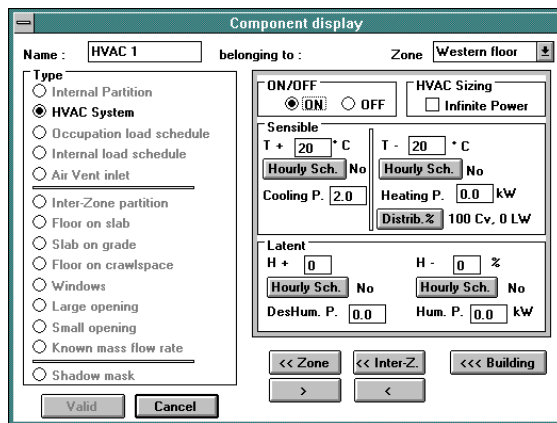 Component display
Name : HVAC 1 belonging to : Zone Western floor
Type
Internal Partition
HVAC System
Occupation load schedule
Internal load schedule
Air Vent inlet
Inter-Zone partition
Floor on slab
Slab on grade
Floor on crawlspace
Windows
Large opening
Small opening
Known mass flow rate
Shadow mask
Valid Cancel
ON/OFF
ON OFF
HVAC Sizing
Infinite Power
Sensible
T + 20 ° C
Hourly Sch. No
Cooling P. 2.0
T - 20 ° C
Hourly Sch. No
Heating P. 0.0 kW
Distrib.% 100 Cv, 0 LW
Latent
H + 0
Hourly Sch. No
DesHum. P. 0.0
H - 0 %
Hourly Sch. No
Hum. P. 0.0 kW
<< Zone << Inter-Z. <<< Building
> <